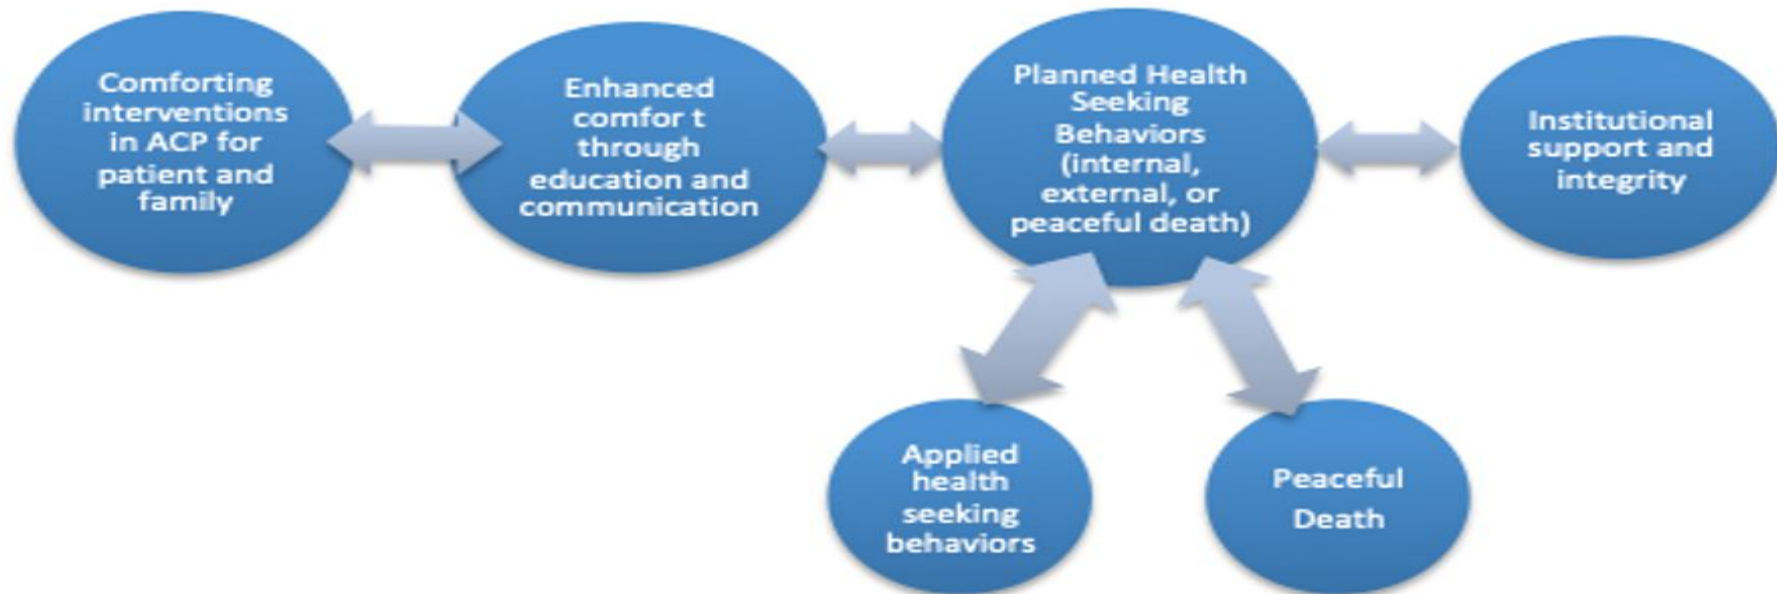 Comforting
interventions
in ACP for
patient and
family
Enhanced
comfor t
through
education and
communication
Planned Health
Seeking
Behaviors
(internal,
external, or
peaceful death)
Institutional
support and
integrity
Applied
health
seeking
behaviors
Peaceful
Death